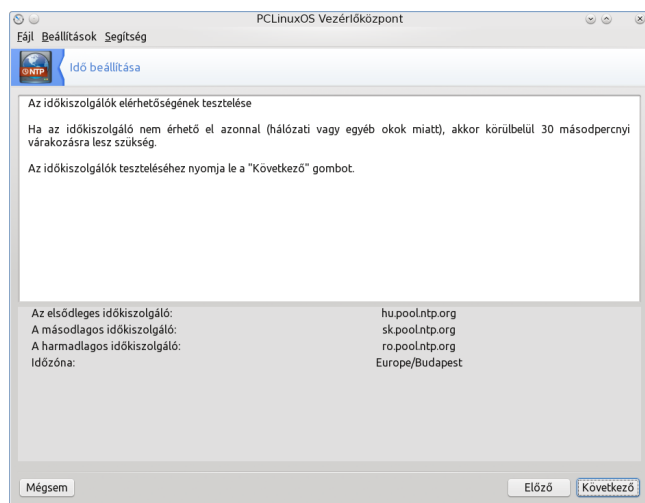 PCLinuxOS Vezérlőközpont
Fájl Beállítások Segítség
NTP Idő beállítása
Az időkiszolgálók elérhetőségének tesztelése
Ha az időkiszolgáló nem érhető el azonnal (hálózati vagy egyéb okok miatt), akkor körülbelül 30 másodpercnyi
várakozásra lesz szükség.
Az időkiszolgálók teszteléséhez nyomja le a "Következő" gombot.
Az elsődleges időkiszolgáló: hu.pool.ntp.org
A másodlagos időkiszolgáló: sk.pool.ntp.org
A harmadlagos időkiszolgáló: ro.pool.ntp.org
Időzóna: Europe/Budapest
Mégsem Előző Következő